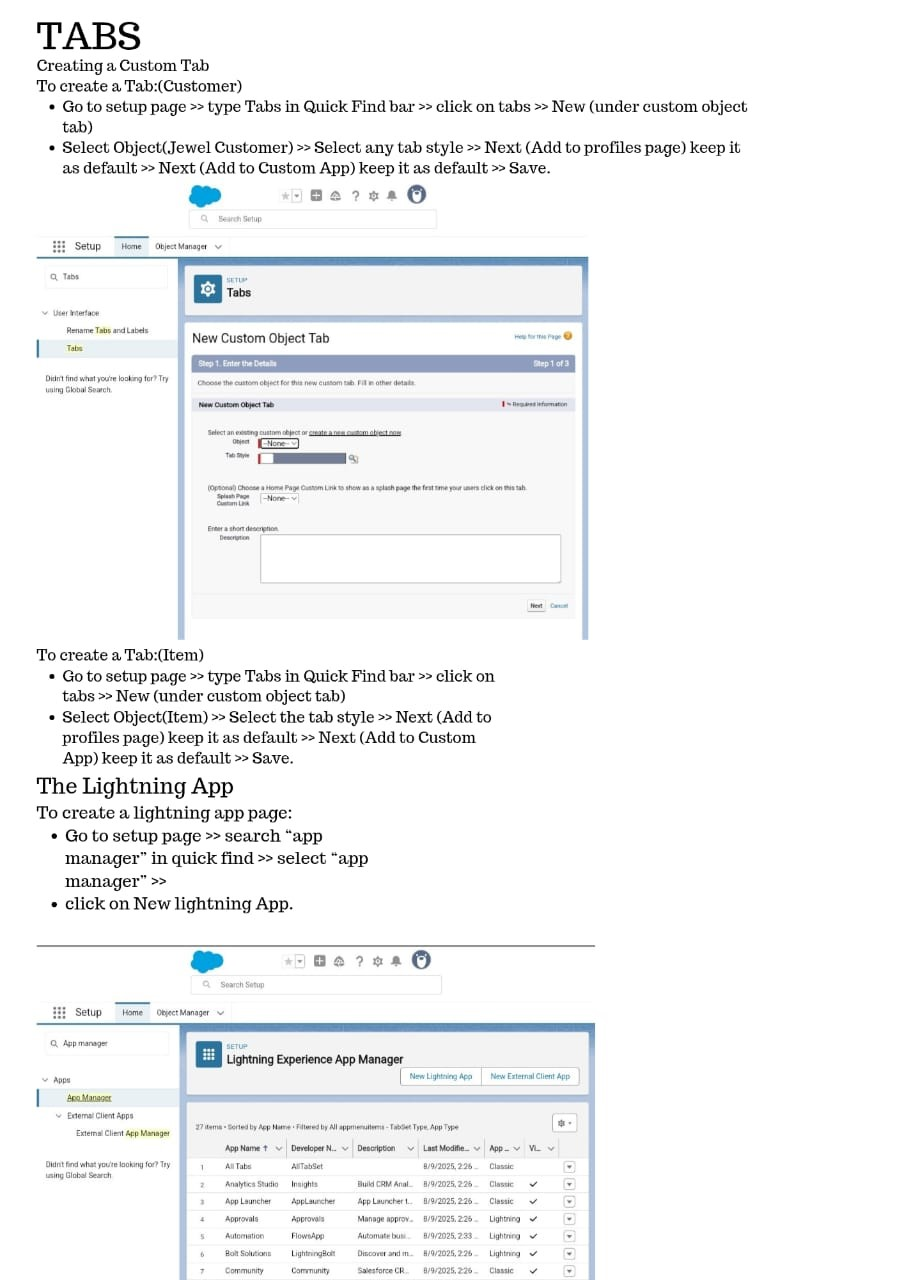 TABS
Creating a Custom Tab
To create a Tab:(Customer)
• Go to setup page >> type Tabs in Quick Find bar >> click on tabs >> New (under custom object
tab)
• Select Object(Jewel Customer) >> Select any tab style >> Next (Add to profiles page) keep it
as default >> Next (Add to Custom App) keep it as default >> Save.
Search Setup
Setup Home Object Manager
Tabs
SETUP
Tabs
User Interface
Rename Tabs and Labels
Tabs
Didn't find what you're looking for? Try
using Global Search.
New Custom Object Tab
Help for this Page
Step 1. Enter the Details Step 1 of 3
Choose the custom object for this new custom tab. Fill in other details.
New Custom Object Tab = Required Information
Select an existing custom object or create a new custom object now.
Object --None--
Tab Style
(Optional) Choose a Home Page Custom Link to show as a splash page the first time your users click on this tab.
Splash Page
Custom Link --None--
Enter a short description.
Description
Next Cancel
To create a Tab:(Item)
• Go to setup page >> type Tabs in Quick Find bar >> click on
tabs >> New (under custom object tab)
• Select Object(Item) >> Select the tab style >> Next (Add to
profiles page) keep it as default >> Next (Add to Custom
App) keep it as default >> Save.
The Lightning App
To create a lightning app page:
• Go to setup page >> search “app
manager” in quick find >> select “app
manager” >>
• click on New lightning App.
Search Setup
Setup Home Object Manager
App manager
SETUP
Lightning Experience App Manager
New Lightning App New External Client App
Apps
App Manager
External Client Apps
External Client App Manager
Didn't find what you're looking for? Try
using Global Search.
27 items • Sorted by App Name • Filtered by All appmenuitems - TabSet Type, App Type
App Name ↑ Developer N... Description Last Modifie... App ... Vi...
1 All Tabs AllTabSet 8/9/2025, 2:26 ... Classic
2 Analytics Studio Insights Build CRM Anal... 8/9/2025, 2:26 ... Classic ✓
3 App Launcher AppLauncher App Launcher t... 8/9/2025, 2:26 ... Classic ✓
4 Approvals Approvals Manage approv... 8/9/2025, 2:26 ... Lightning ✓
5 Automation FlowsApp Automate busi... 8/9/2025, 2:33 ... Lightning ✓
6 Bolt Solutions LightningBolt Discover and m... 8/9/2025, 2:26 ... Lightning ✓
7 Community Community Salesforce CR... 8/9/2025, 2:26 ... Classic ✓